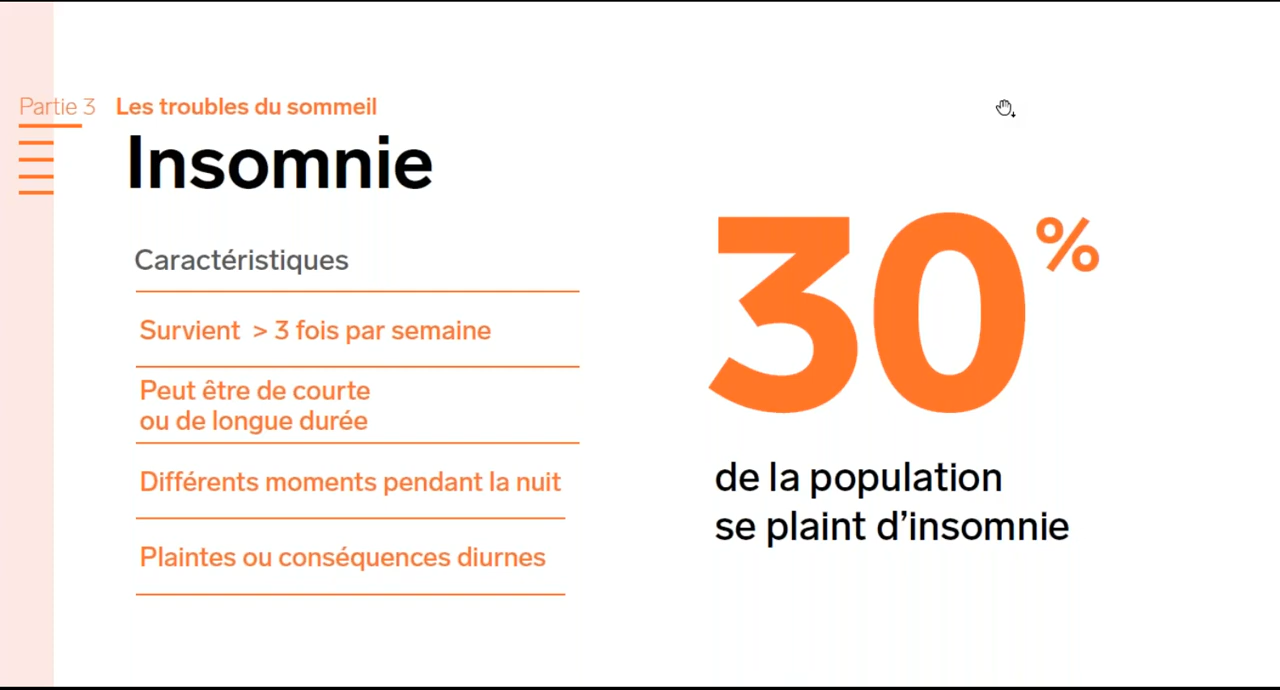 Partie 3 Les troubles du sommeil
Insomnie
Caractéristiques
Survient > 3 fois par semaine
Peut être de courte
ou de longue durée
Différents moments pendant la nuit
Plaintes ou conséquences diurnes
30%
de la population
se plaint d’insomnie